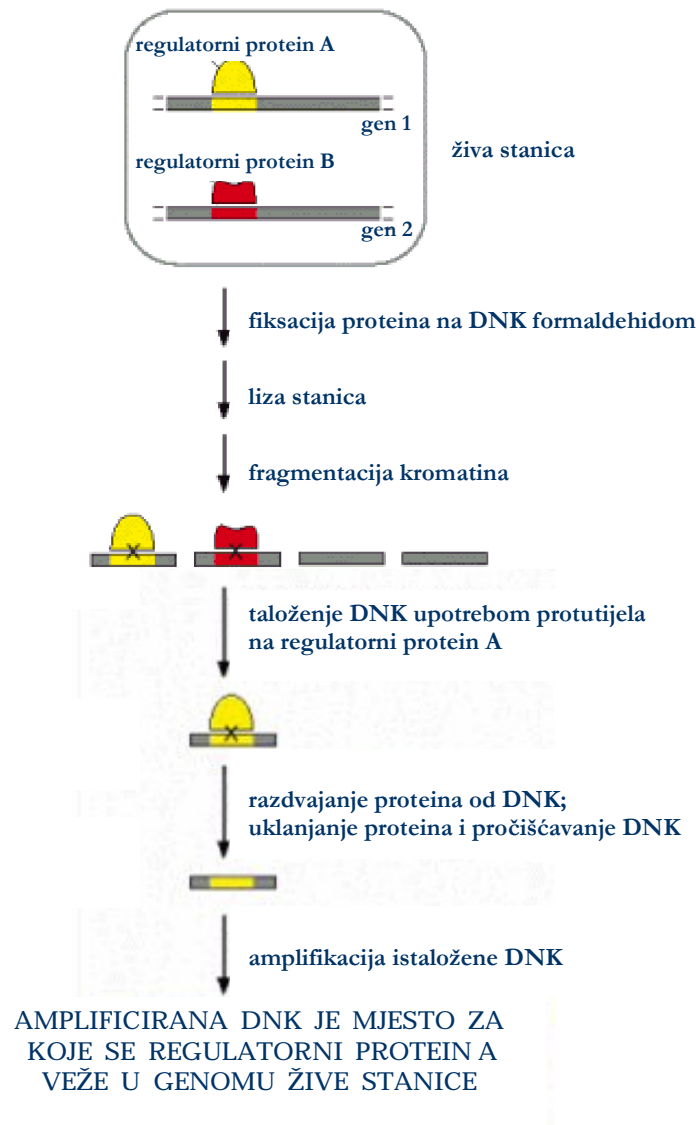 regulatorni protein A
gen 1
regulatorni protein B
živa stanica
gen 2
fiksacija proteina na DNK formaldehidom
liza stanica
fragmentacija kromatina
taloženje DNK upotrebom protutijela
na regulatorni protein A
razdvajanje proteina od DNK;
uklanjanje proteina i pročišćavanje DNK
amplifikacija istaložene DNK
AMPLIFICIRANA DNK JE MJESTO ZA
KOJE SE REGULATORNI PROTEIN A
VEŽE U GENOMU ŽIVE STANICE